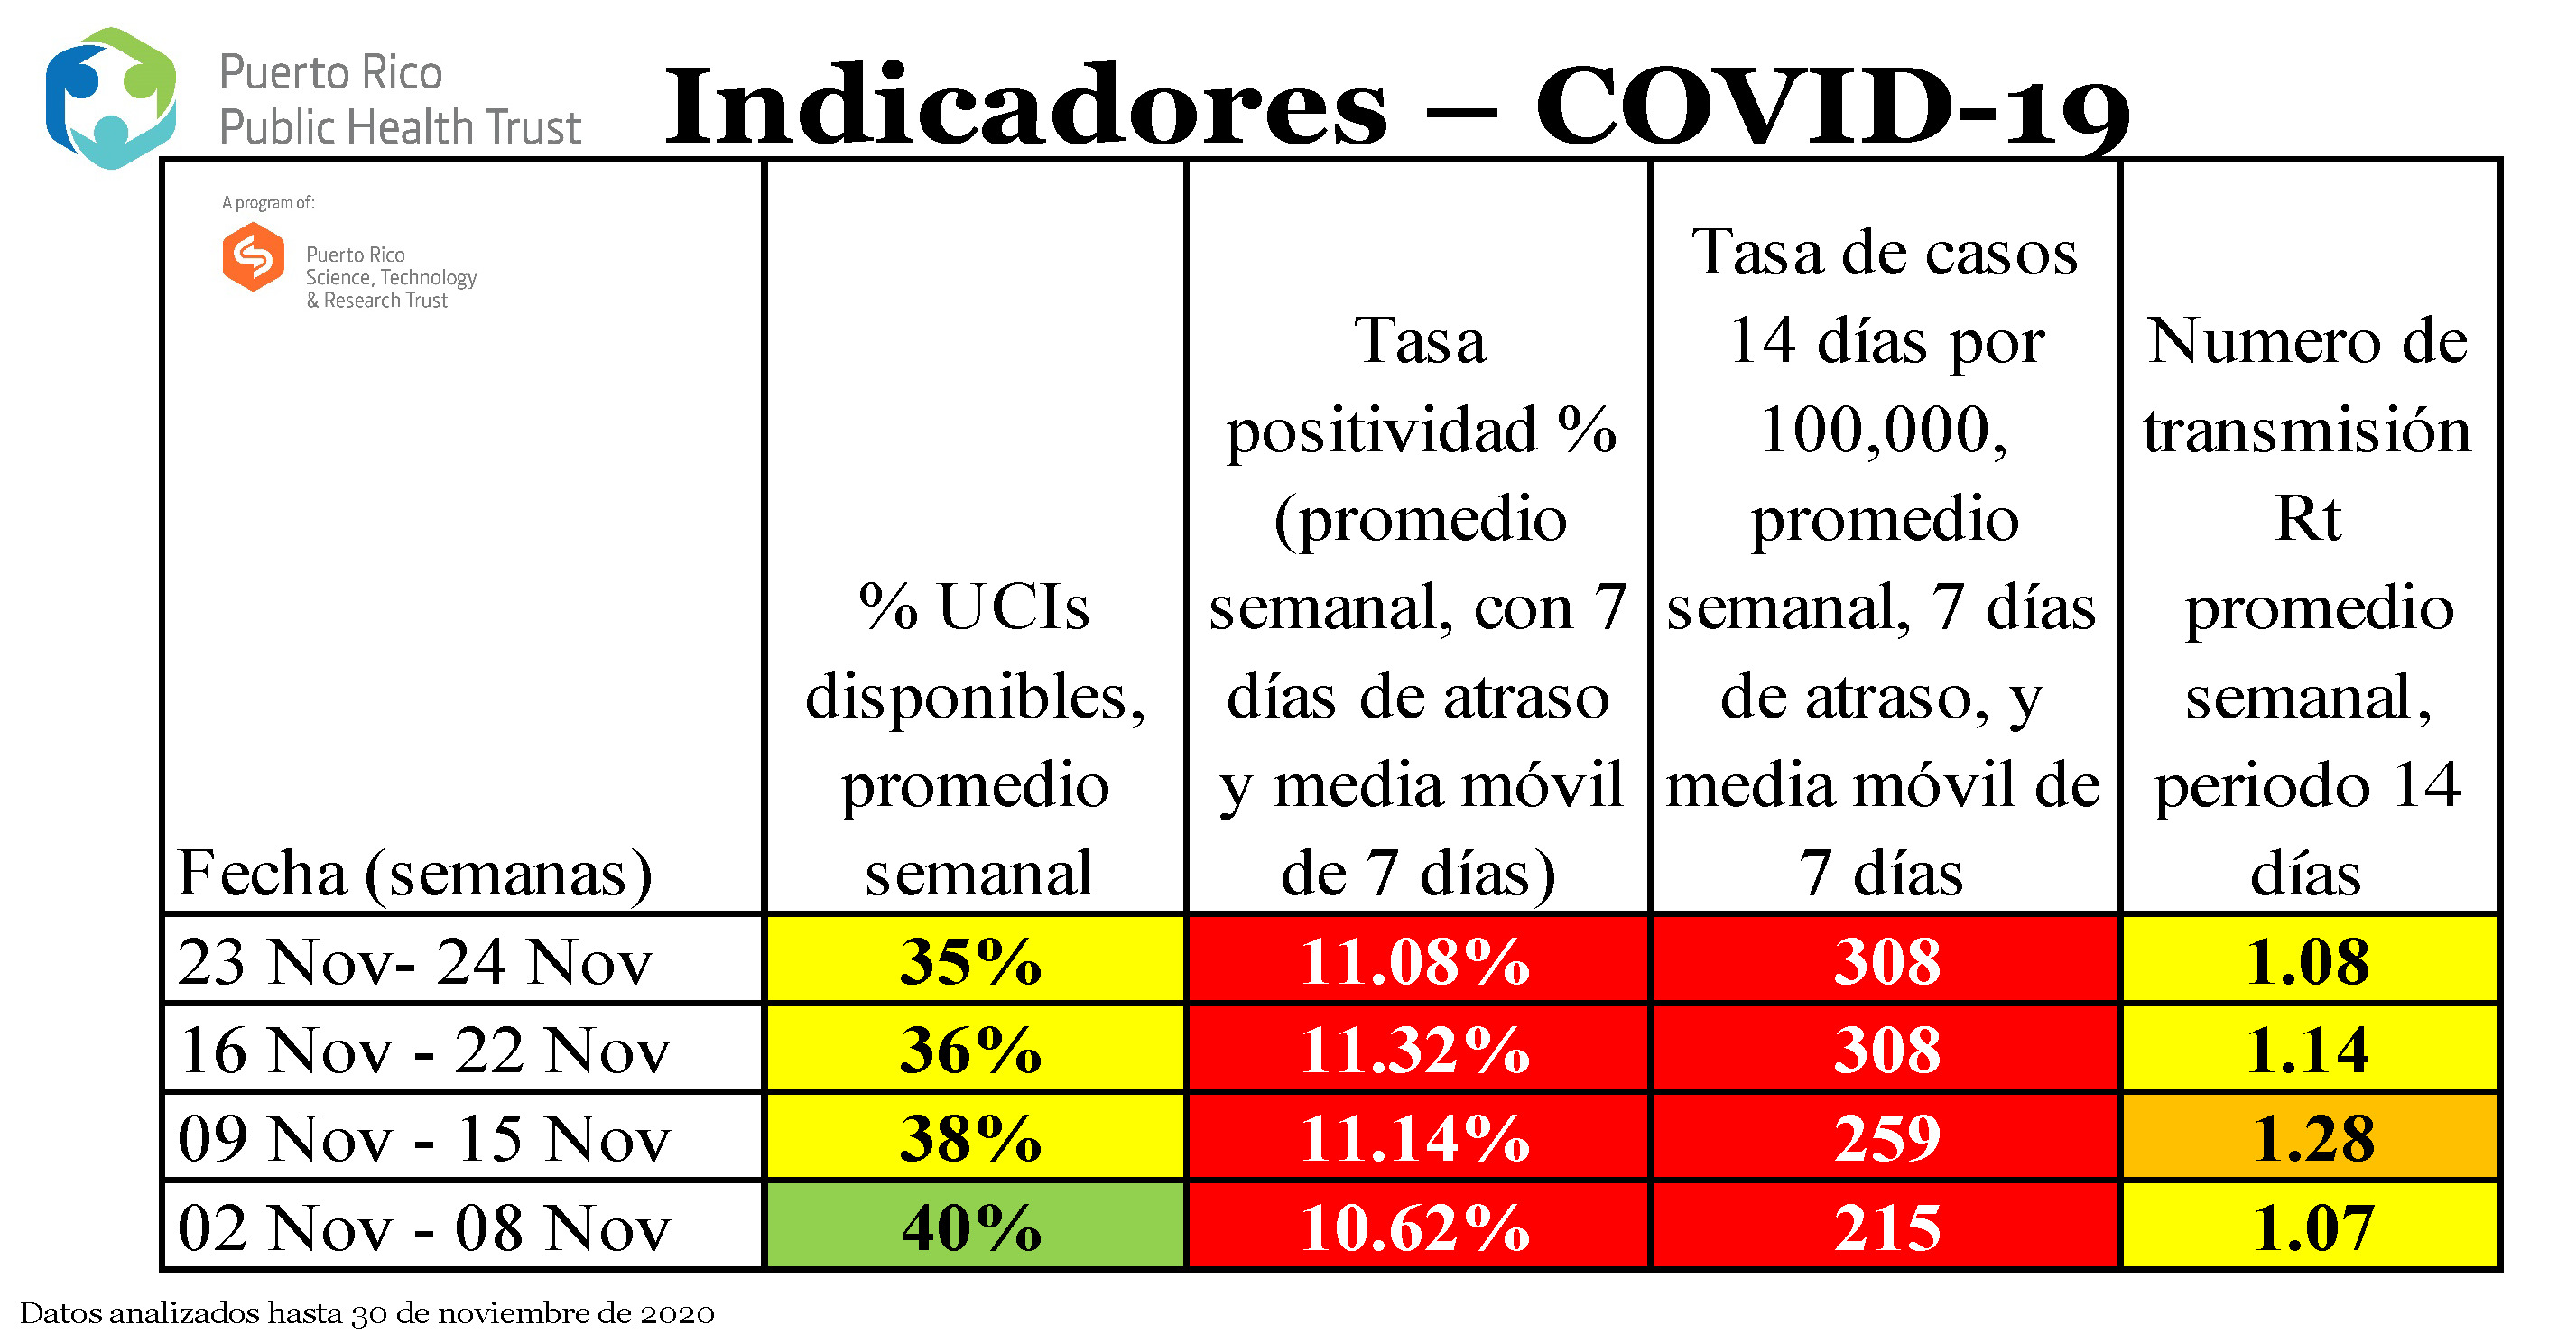 Puerto Rico
Public Health Trust
Indicadores – COVID-19
A program of:
Puerto Rico
Science, Technology
& Research Trust
Fecha (semanas)
% UCIs
disponibles,
promedio
semanal
Tasa
positividad %
(promedio
semanal, con 7
días de atraso
y media móvil
de 7 días)
Tasa de casos
14 días por
100,000,
promedio
semanal, 7 días
de atraso, y
media móvil de
7 días
Numero de
transmisión
Rt
promedio
semanal,
periodo 14
días
23 Nov- 24 Nov 35% 11.08% 308 1.08
16 Nov - 22 Nov 36% 11.32% 308 1.14
09 Nov - 15 Nov 38% 11.14% 259 1.28
02 Nov - 08 Nov 40% 10.62% 215 1.07
Datos analizados hasta 30 de noviembre de 2020